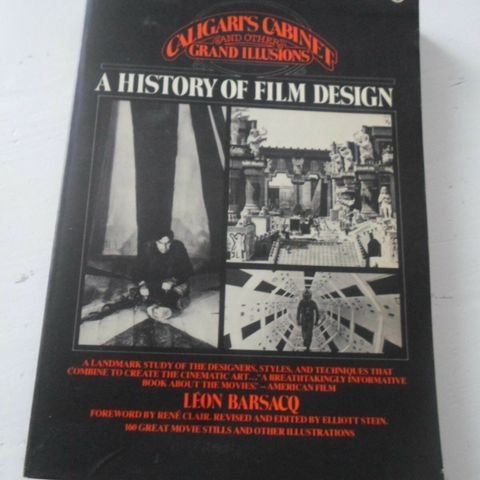 CALIGARI'S CABINET
AND OTHER
GRAND ILLUSIONS
A HISTORY OF FILM DESIGN
A LANDMARK STUDY OF THE DESIGNERS, STYLES, AND TECHNIQUES THAT
COMBINE TO CREATE THE CINEMATIC ART...."A BREATHTAKINGLY INFORMATIVE
BOOK ABOUT THE MOVIES." — AMERICAN FILM
LÉON BARSACQ
FOREWORD BY RENÉ CLAIR. REVISED AND EDITED BY ELLIOTT STEIN.
160 GREAT MOVIE STILLS AND OTHER ILLUSTRATIONS